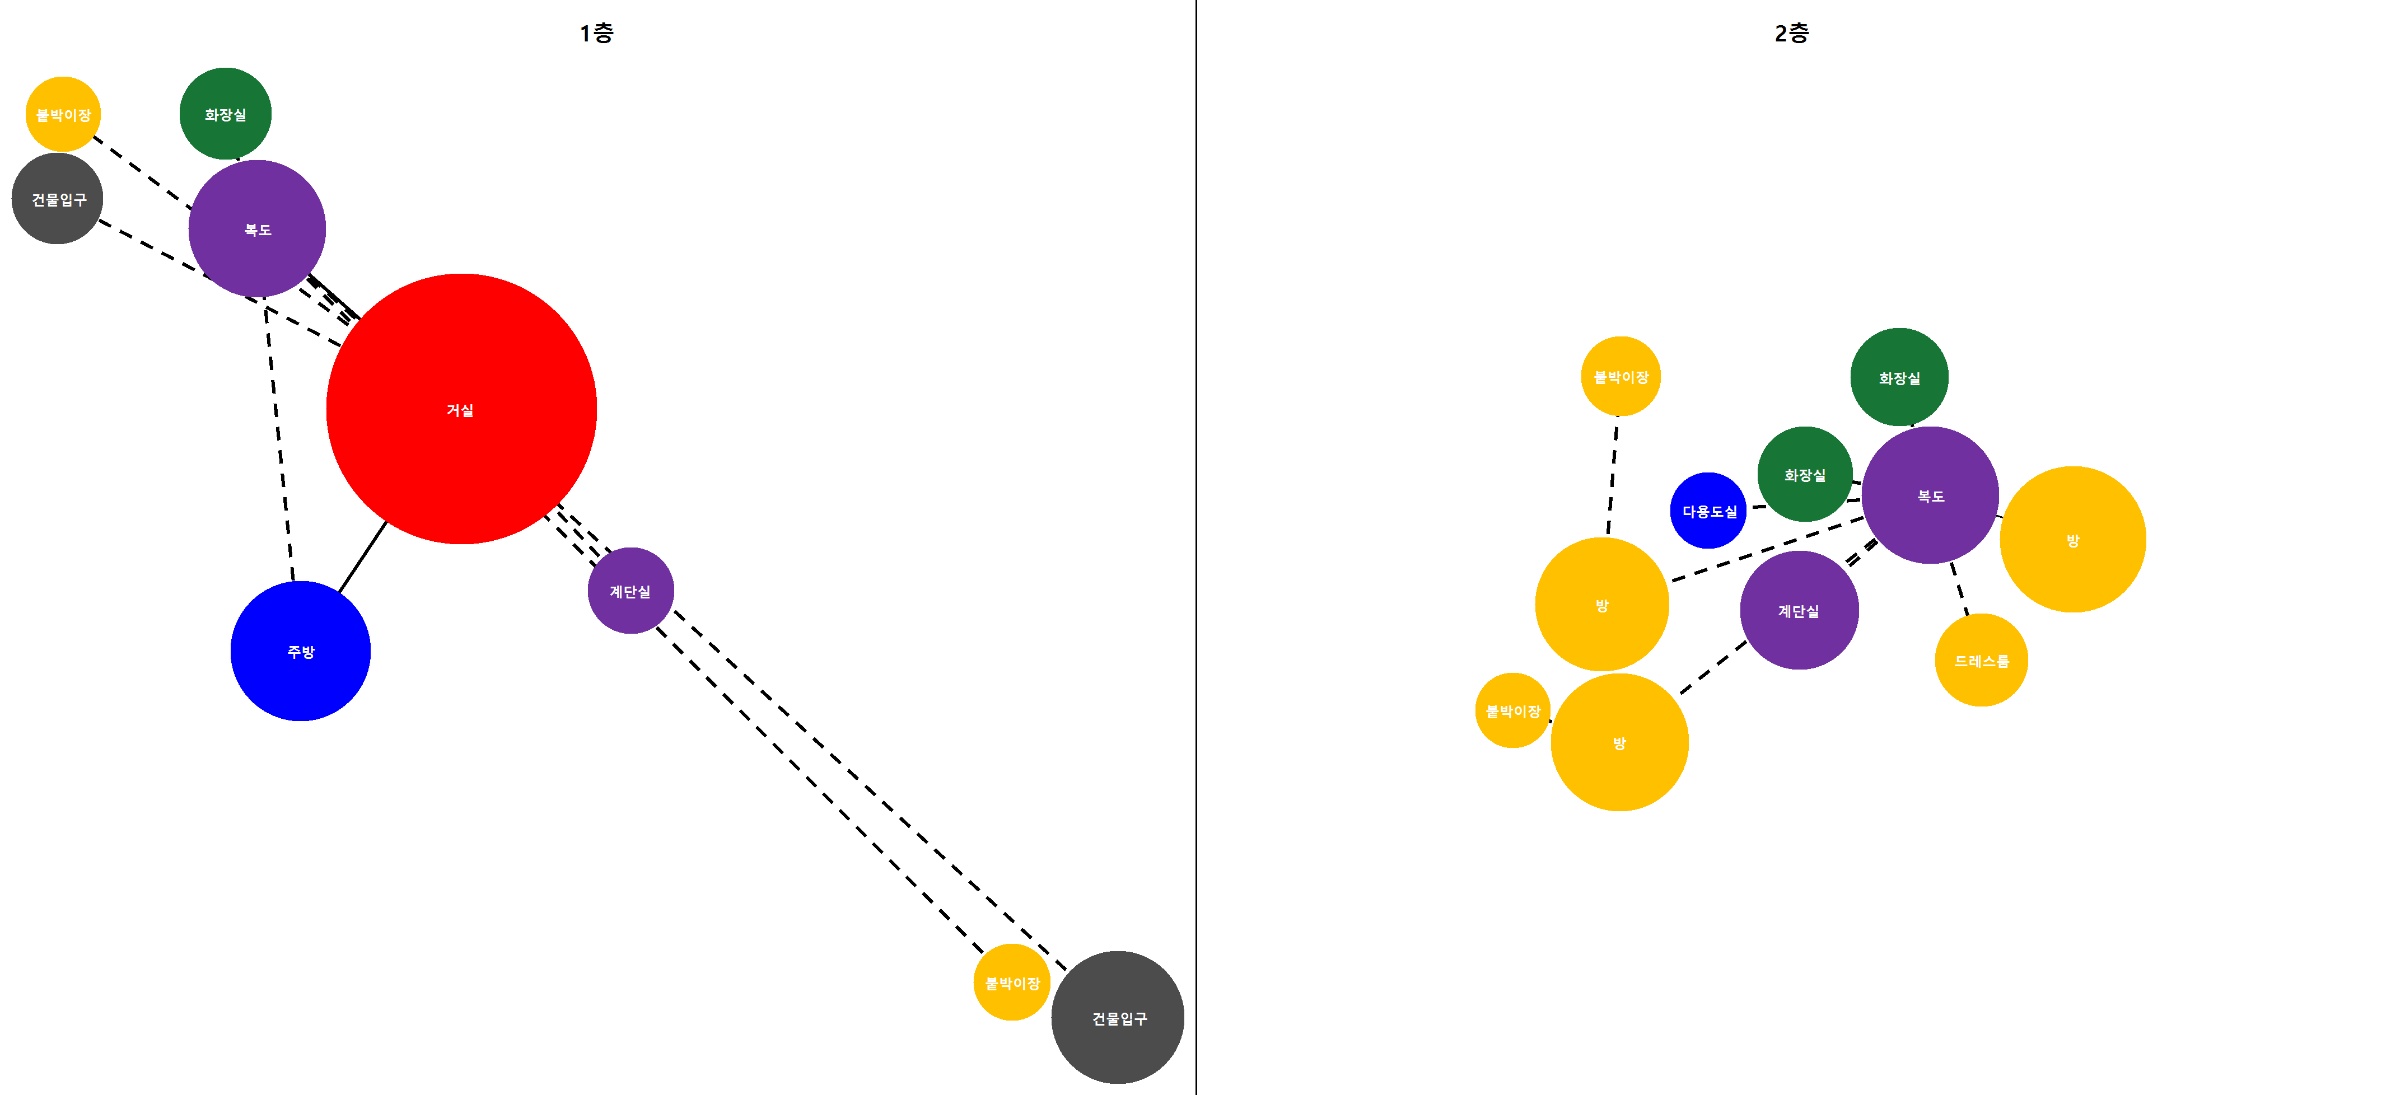 1층
붙박이장
화장실
건물입구
복도
거실
계단실
주방
붙박이장
건물입구
2층
붙박이장
화장실
화장실
복도
다용도실
방
방
계단실
드레스룸
붙박이장
방